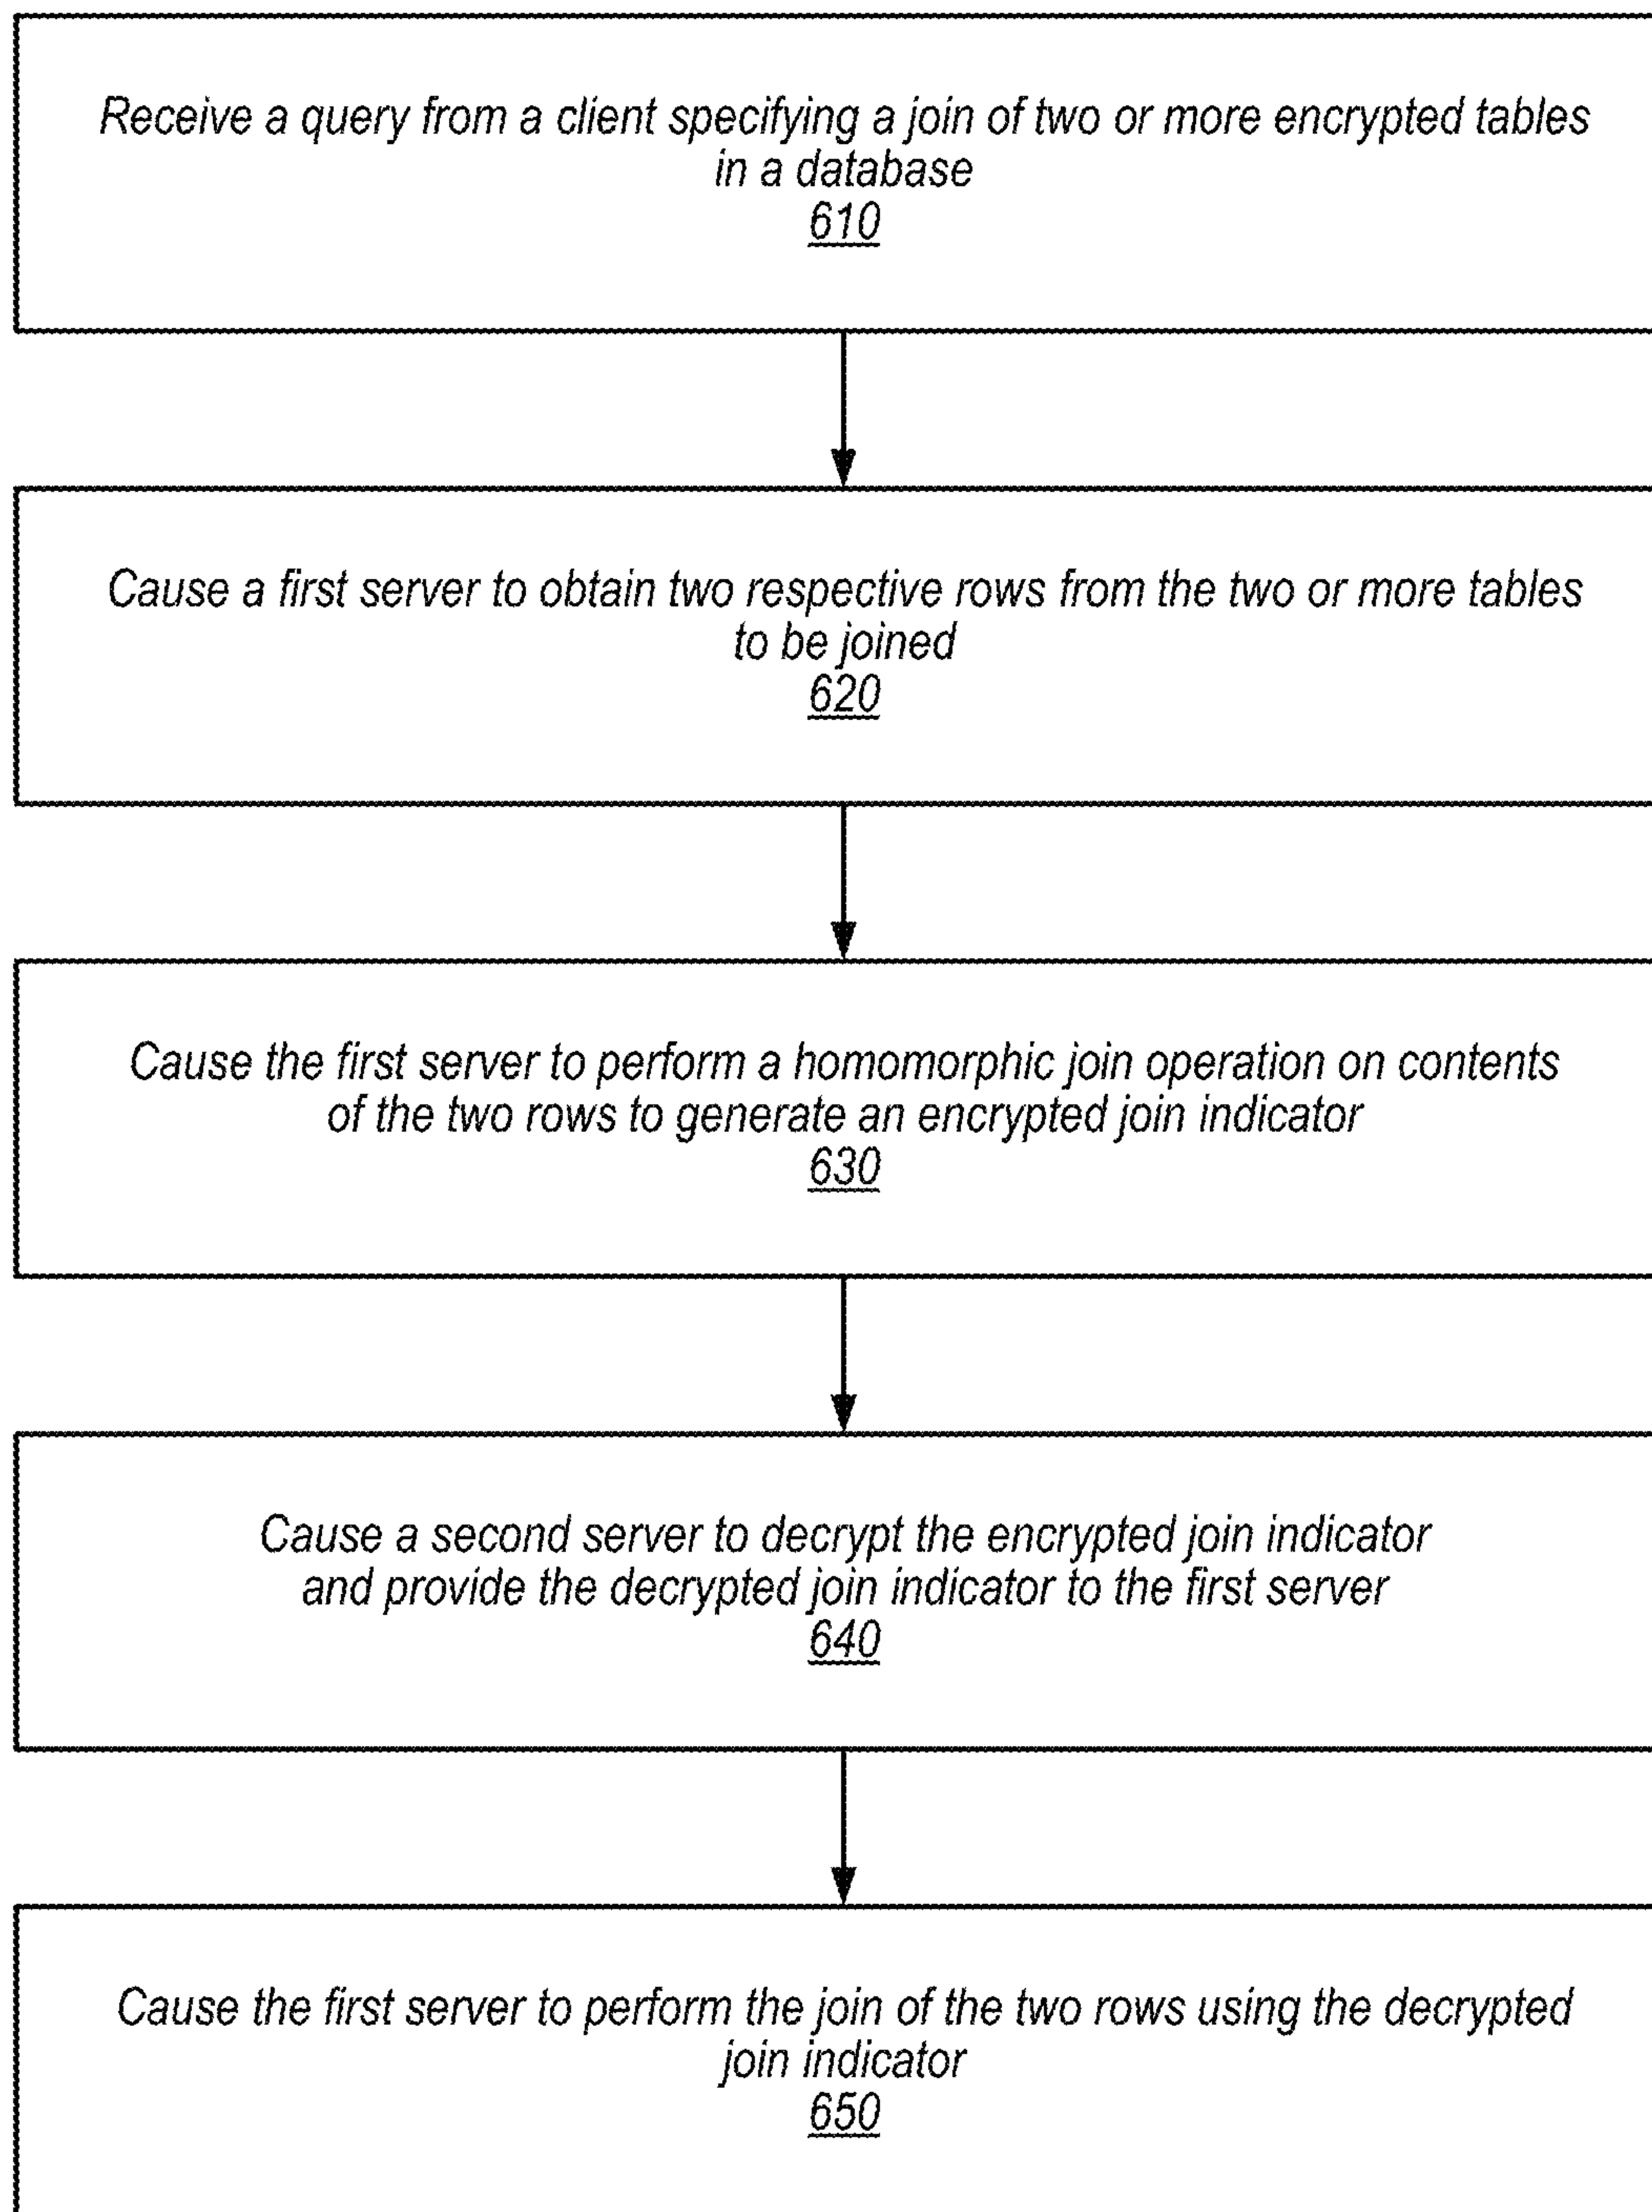 Receive a query from a client specifying a join of two or more encrypted tables
in a database
610
Cause a first server to obtain two respective rows from the two or more tables
to be joined
620
Cause the first server to perform a homomorphic join operation on contents
of the two rows to generate an encrypted join indicator
630
Cause a second server to decrypt the encrypted join indicator
and provide the decrypted join indicator to the first server
640
Cause the first server to perform the join of the two rows using the decrypted
join indicator
650